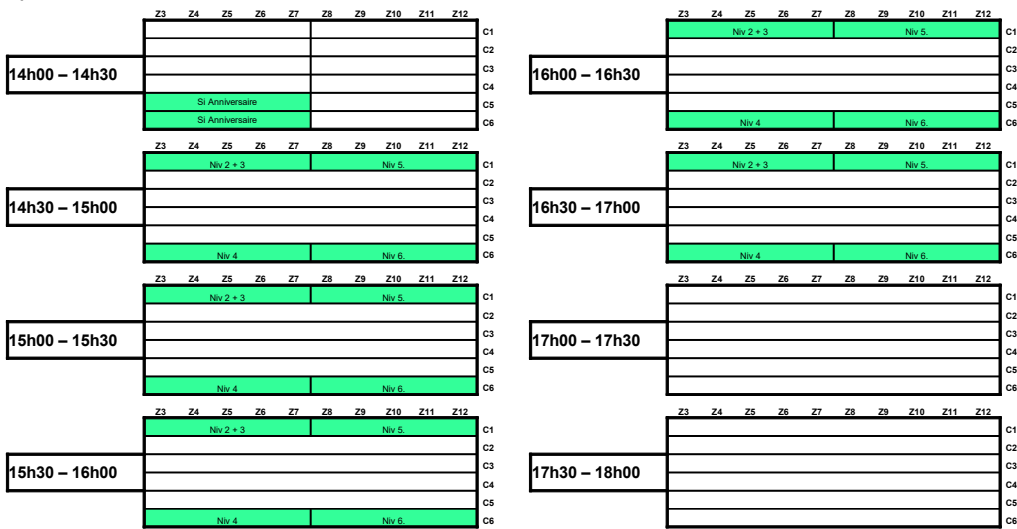 Z3 Z4 Z5 Z6 Z7 Z8 Z9 Z10 Z11 Z12
C1
C2
14h00 – 14h30
C3
C4
Si Anniversaire
C5
Si Anniversaire
C6
Z3 Z4 Z5 Z6 Z7 Z8 Z9 Z10 Z11 Z12
Niv 2 + 3 Niv 5. C1
C2
C3
14h30 – 15h00
C4
C5
Niv 4 Niv 6. C6
Z3 Z4 Z5 Z6 Z7 Z8 Z9 Z10 Z11 Z12
Niv 2 + 3 Niv 5. C1
C2
C3
15h00 – 15h30
C4
C5
Niv 4 Niv 6. C6
Z3 Z4 Z5 Z6 Z7 Z8 Z9 Z10 Z11 Z12
Niv 2 + 3 Niv 5. C1
C2
C3
15h30 – 16h00
C4
C5
Niv 4 Niv 6. C6
Z3 Z4 Z5 Z6 Z7 Z8 Z9 Z10 Z11 Z12
Niv 2 + 3 Niv 5. C1
C2
C3
16h00 – 16h30
C4
C5
Niv 4 Niv 6. C6
Z3 Z4 Z5 Z6 Z7 Z8 Z9 Z10 Z11 Z12
Niv 2 + 3 Niv 5. C1
C2
C3
16h30 – 17h00
C4
C5
Niv 4 Niv 6. C6
Z3 Z4 Z5 Z6 Z7 Z8 Z9 Z10 Z11 Z12
C1
C2
C3
17h00 – 17h30
C4
C5
C6
Z3 Z4 Z5 Z6 Z7 Z8 Z9 Z10 Z11 Z12
C1
C2
C3
17h30 – 18h00
C4
C5
C6